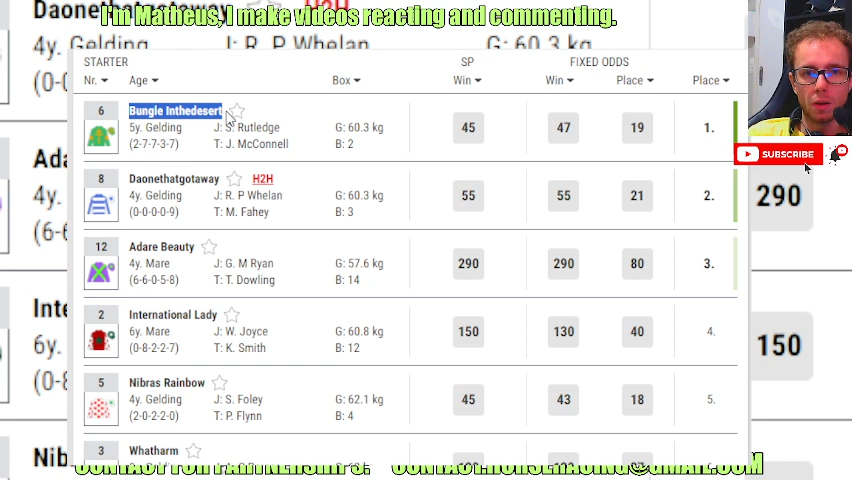 Daonethatgotaway H2H
I'm Matheus,I make videos reacting and commenting.
4y. Gelding J: R. P Whelan G: 60.3 kg
STARTER SP FIXED ODDS
Nr. Age Box Win Win Place Place
6 Bungle Inthedesert
5y. Gelding J: S. Rutledge G: 60.3 kg 45 47 19 1.
(2-7-7-3-7) T: J. McConnell B: 2
SUBSCRIBE
8 Daonethatgotaway H2H
4y. Gelding J: R. P Whelan G: 60.3 kg 55 55 21 2.
(0-0-0-0-9) T: M. Fahey B: 3
290
12 Adare Beauty
4y. Mare J: G. M Ryan G: 57.6 kg 290 290 80 3.
(6-6-0-5-8) T: T. Dowling B: 14
2 International Lady
6y. Mare J: W. Joyce G: 60.8 kg 150 130 40 4.
(0-8-2-2-7) T: K. Smith B: 12
150
5 Nibras Rainbow
4y. Gelding J: S. Foley G: 62.1 kg 45 43 18 5.
(2-0-2-2-0) T: P. Flynn B: 4
3 Whatharm